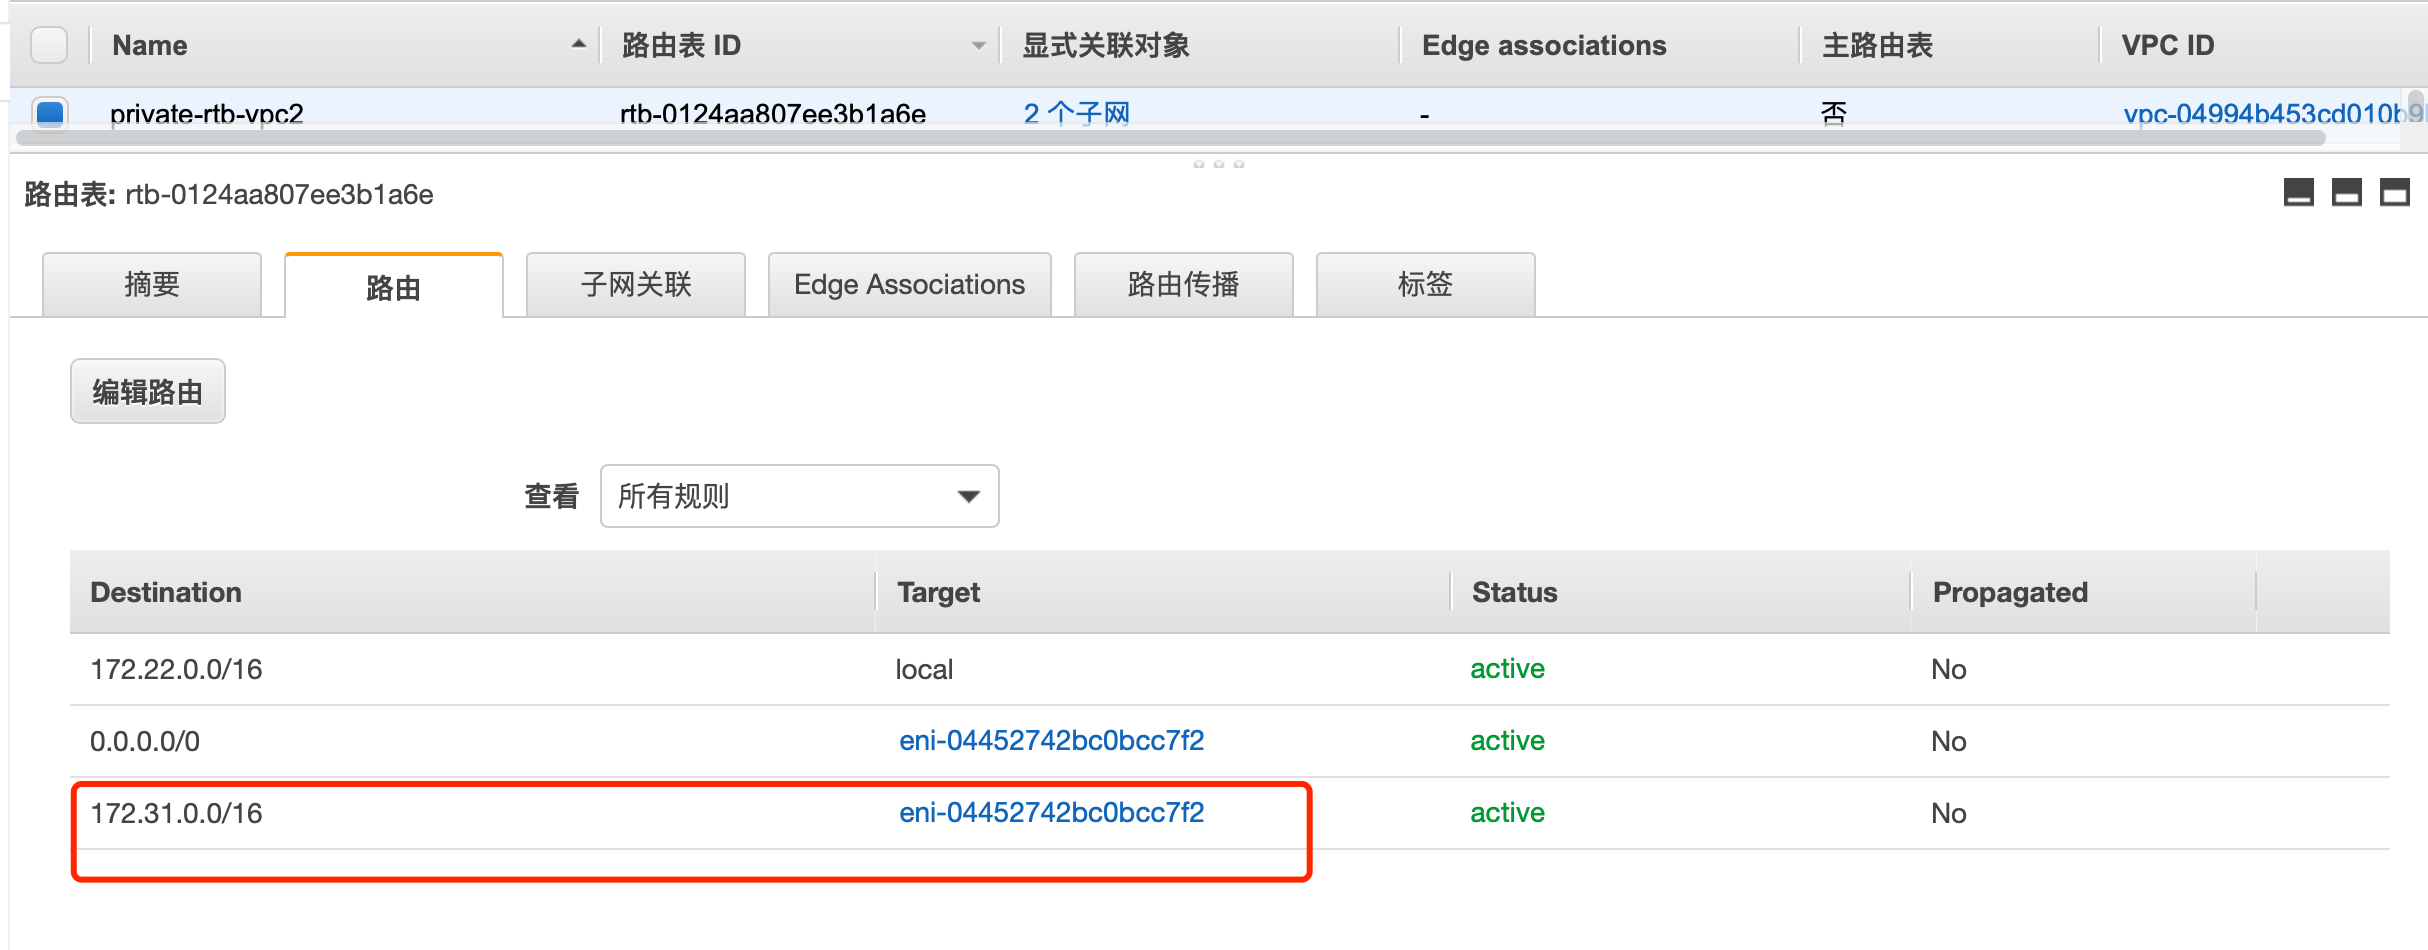 Name 路由表 ID 显式关联对象 Edge associations 主路由表 VPC ID
private-rtb-vpc2 rtb-0124aa807ee3b1a6e 2 个子网 - 否 vpc-04994b453cd010b9
路由表: rtb-0124aa807ee3b1a6e
摘要 路由 子网关联 Edge Associations 路由传播 标签
编辑路由
查看 所有规则
Destination Target Status Propagated
172.22.0.0/16 local active No
0.0.0.0/0 eni-04452742bc0bcc7f2 active No
172.31.0.0/16 eni-04452742bc0bcc7f2 active No